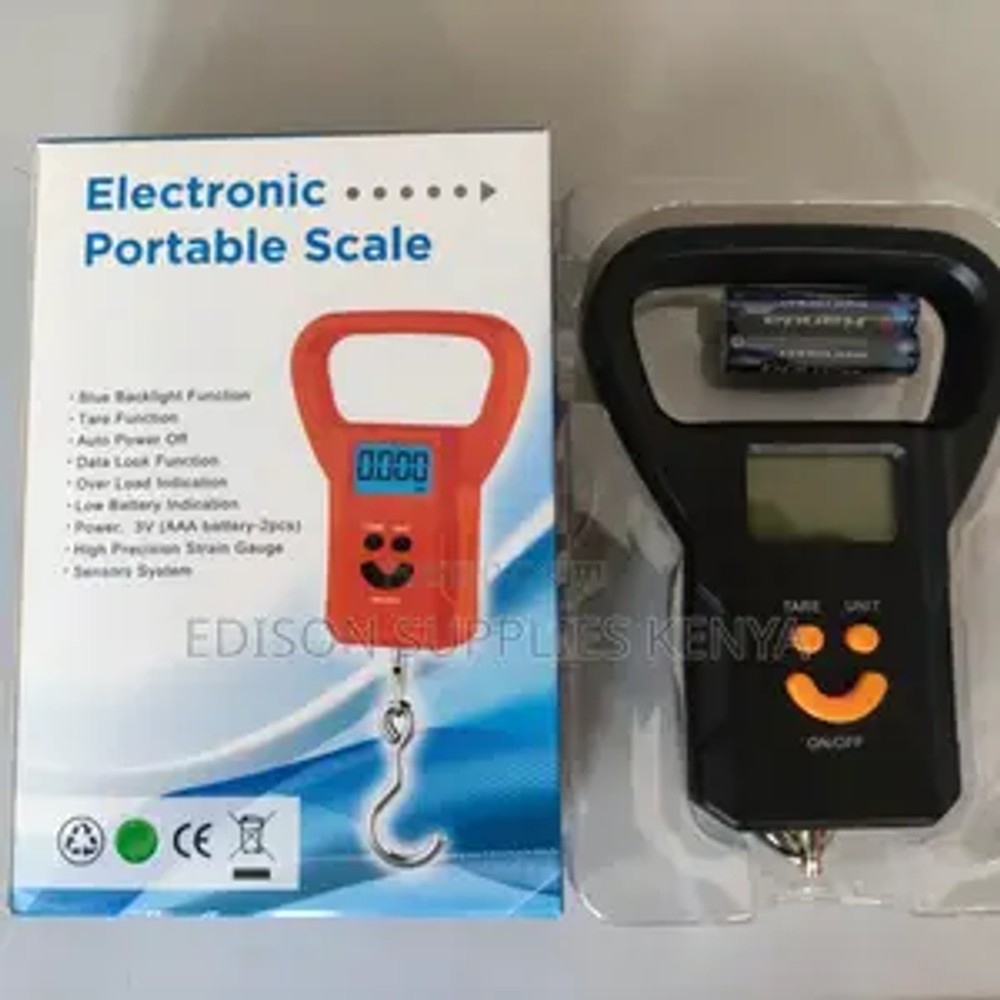 Electronic
Portable Scale
• Blue Backlight Function
• Tare Function
• Auto Power Off
• Data Lock Function
• Over Load Indication
• Low Battery Indication
• Power. 3V (AAA battery-2pcs)
• High Precision Strain Gauge
• Sensors System
0.000
CE
EDISON SUPPLIES KENYA
TARE UNIT
ON/OFF